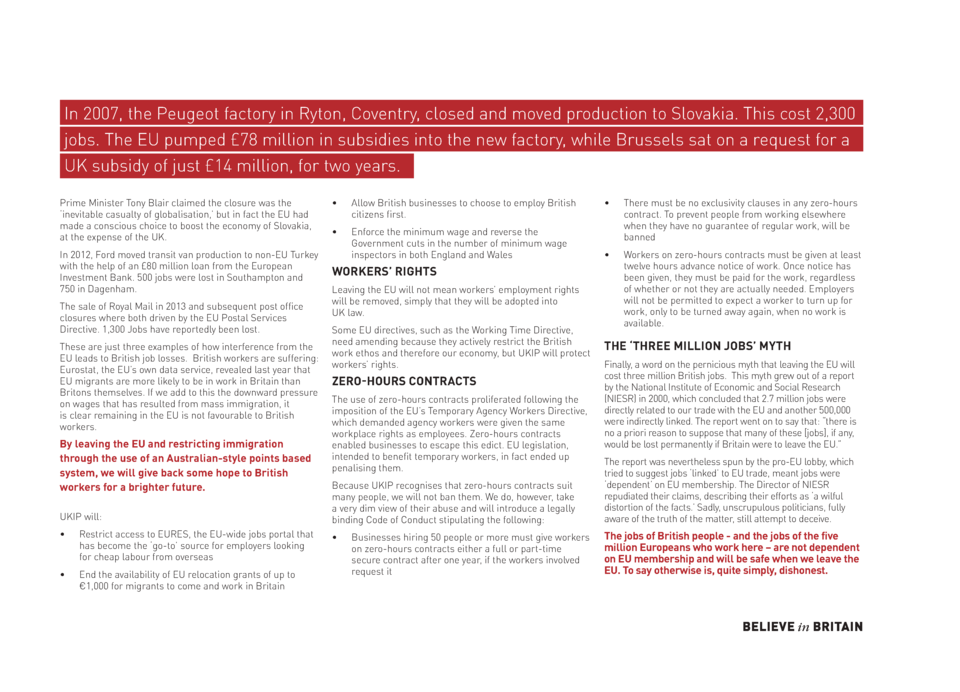 In 2007, the Peugeot factory in Ryton, Coventry, closed and moved production to Slovakia. This cost 2,300
jobs. The EU pumped £78 million in subsidies into the new factory, while Brussels sat on a request for a
UK subsidy of just £14 million, for two years.
Prime Minister Tony Blair claimed the closure was the
'inevitable casualty of globalisation,' but in fact the EU had
made a conscious choice to boost the economy of Slovakia,
at the expense of the UK.
In 2012, Ford moved transit van production to non-EU Turkey
with the help of an £80 million loan from the European
Investment Bank. 500 jobs were lost in Southampton and
750 in Dagenham.
The sale of Royal Mail in 2013 and subsequent post office
closures where both driven by the EU Postal Services
Directive. 1,300 Jobs have reportedly been lost.
These are just three examples of how interference from the
EU leads to British job losses.  British workers are suffering:
Eurostat, the EU's own data service, revealed last year that
EU migrants are more likely to be in work in Britain than
Britons themselves. If we add to this the downward pressure
on wages that has resulted from mass immigration, it
is clear remaining in the EU is not favourable to British
workers.
By leaving the EU and restricting immigration
through the use of an Australian-style points based
system, we will give back some hope to British
workers for a brighter future.
UKIP will:
• Restrict access to EURES, the EU-wide jobs portal that
has become the 'go-to' source for employers looking
for cheap labour from overseas
• End the availability of EU relocation grants of up to
€1,000 for migrants to come and work in Britain
• Allow British businesses to choose to employ British
citizens first.
• Enforce the minimum wage and reverse the
Government cuts in the number of minimum wage
inspectors in both England and Wales
WORKERS' RIGHTS
Leaving the EU will not mean workers' employment rights
will be removed, simply that they will be adopted into
UK law.
Some EU directives, such as the Working Time Directive,
need amending because they actively restrict the British
work ethos and therefore our economy, but UKIP will protect
workers' rights.
ZERO-HOURS CONTRACTS
The use of zero-hours contracts proliferated following the
imposition of the EU's Temporary Agency Workers Directive,
which demanded agency workers were given the same
workplace rights as employees. Zero-hours contracts
enabled businesses to escape this edict. EU legislation,
intended to benefit temporary workers, in fact ended up
penalising them.
Because UKIP recognises that zero-hours contracts suit
many people, we will not ban them. We do, however, take
a very dim view of their abuse and will introduce a legally
binding Code of Conduct stipulating the following:
• Businesses hiring 50 people or more must give workers
on zero-hours contracts either a full or part-time
secure contract after one year, if the workers involved
request it
• There must be no exclusivity clauses in any zero-hours
contract. To prevent people from working elsewhere
when they have no guarantee of regular work, will be
banned
• Workers on zero-hours contracts must be given at least
twelve hours advance notice of work. Once notice has
been given, they must be paid for the work, regardless
of whether or not they are actually needed. Employers
will not be permitted to expect a worker to turn up for
work, only to be turned away again, when no work is
available.
THE 'THREE MILLION JOBS' MYTH
Finally, a word on the pernicious myth that leaving the EU will
cost three million British jobs.  This myth grew out of a report
by the National Institute of Economic and Social Research
(NIESR) in 2000, which concluded that 2.7 million jobs were
directly related to our trade with the EU and another 500,000
were indirectly linked. The report went on to say that: "there is
no a priori reason to suppose that many of these [jobs], if any,
would be lost permanently if Britain were to leave the EU."
The report was nevertheless spun by the pro-EU lobby, which
tried to suggest jobs 'linked' to EU trade, meant jobs were
'dependent' on EU membership. The Director of NIESR
repudiated their claims, describing their efforts as 'a wilful
distortion of the facts.' Sadly, unscrupulous politicians, fully
aware of the truth of the matter, still attempt to deceive.
The jobs of British people - and the jobs of the five
million Europeans who work here – are not dependent
on EU membership and will be safe when we leave the
EU. To say otherwise is, quite simply, dishonest.
BELIEVE in BRITAIN